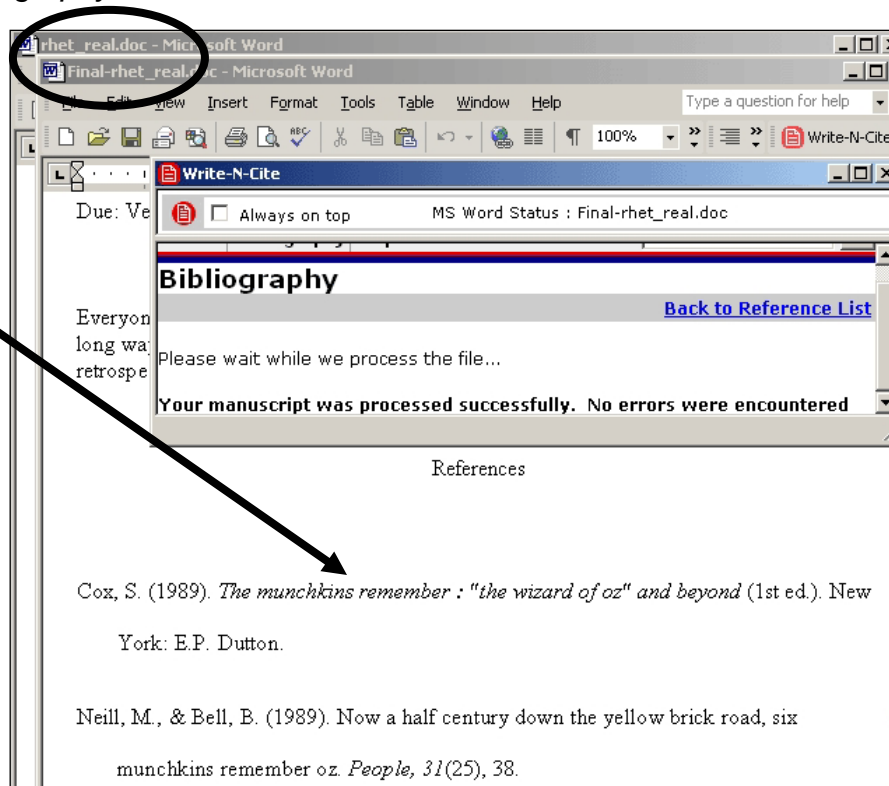 rhet_real.doc - Microsoft Word
Final-rhet_real.doc - Microsoft Word
File Edit View Insert Format Tools Table Window Help Type a question for help
ABC 100% Write-N-Cite
Write-N-Cite
Always on top MS Word Status : Final-rhet_real.doc
Due:
Bibliography
Back to Reference List
long
Please wait while we process the file...
Your manuscript was processed successfully. No errors were encountered
References
Cox, S. (1989). The munchkins remember : "the wizard of oz" and beyond (1st ed.). New
York: E.P. Dutton.
Neill, M., & Bell, B. (1989). Now a half century down the yellow brick road, six
munchkins remember oz. People, 31(25), 38.